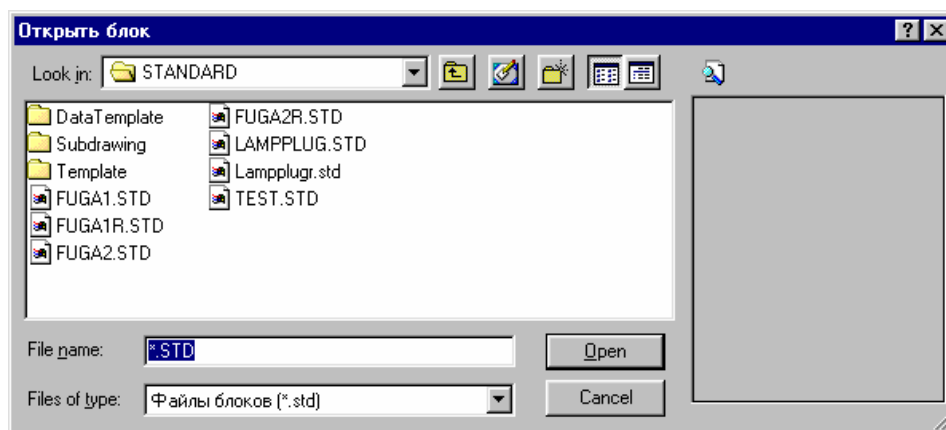 Открыть блок
Look in: STANDARD
DataTemplate
Subdrawing
Template
FUGA1.STD
FUGA1R.STD
FUGA2.STD
FUGA2R.STD
LAMPPLUG.STD
Lampplugr.std
TEST.STD
File name: *.STD
Open
Files of type: Файлы блоков (*.std)
Cancel